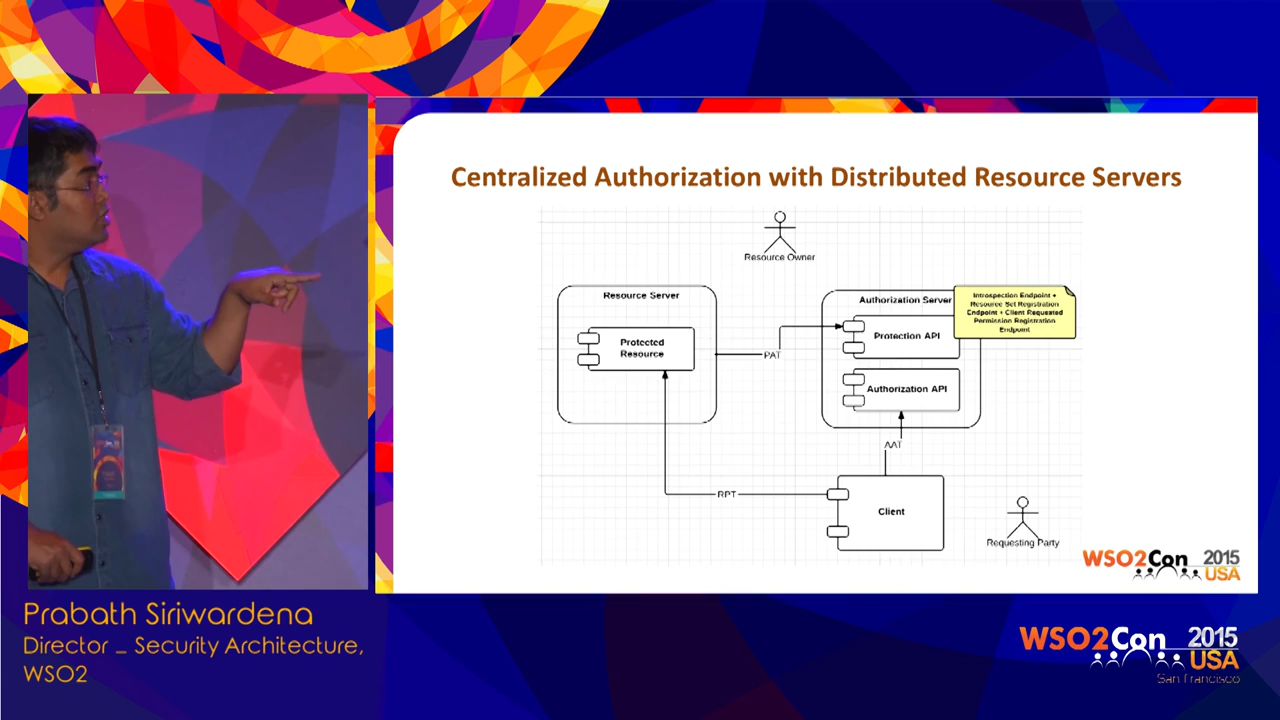 Centralized Authorization with Distributed Resource Servers
Resource Owner
Resource Server
Protected
Resource
PAT
Authorization Server
Introspection Endpoint +
Resource Set Registration
Endpoint + Client Requested
Permission Registration
Endpoint
Protection API
Authorization API
AAT
RPT
Client
Requesting Party
WSO2Con 2015
USA
Prabath Siriwardena
Director _ Security Architecture,
WSO2
WSO2Con 2015
USA
San Francisco